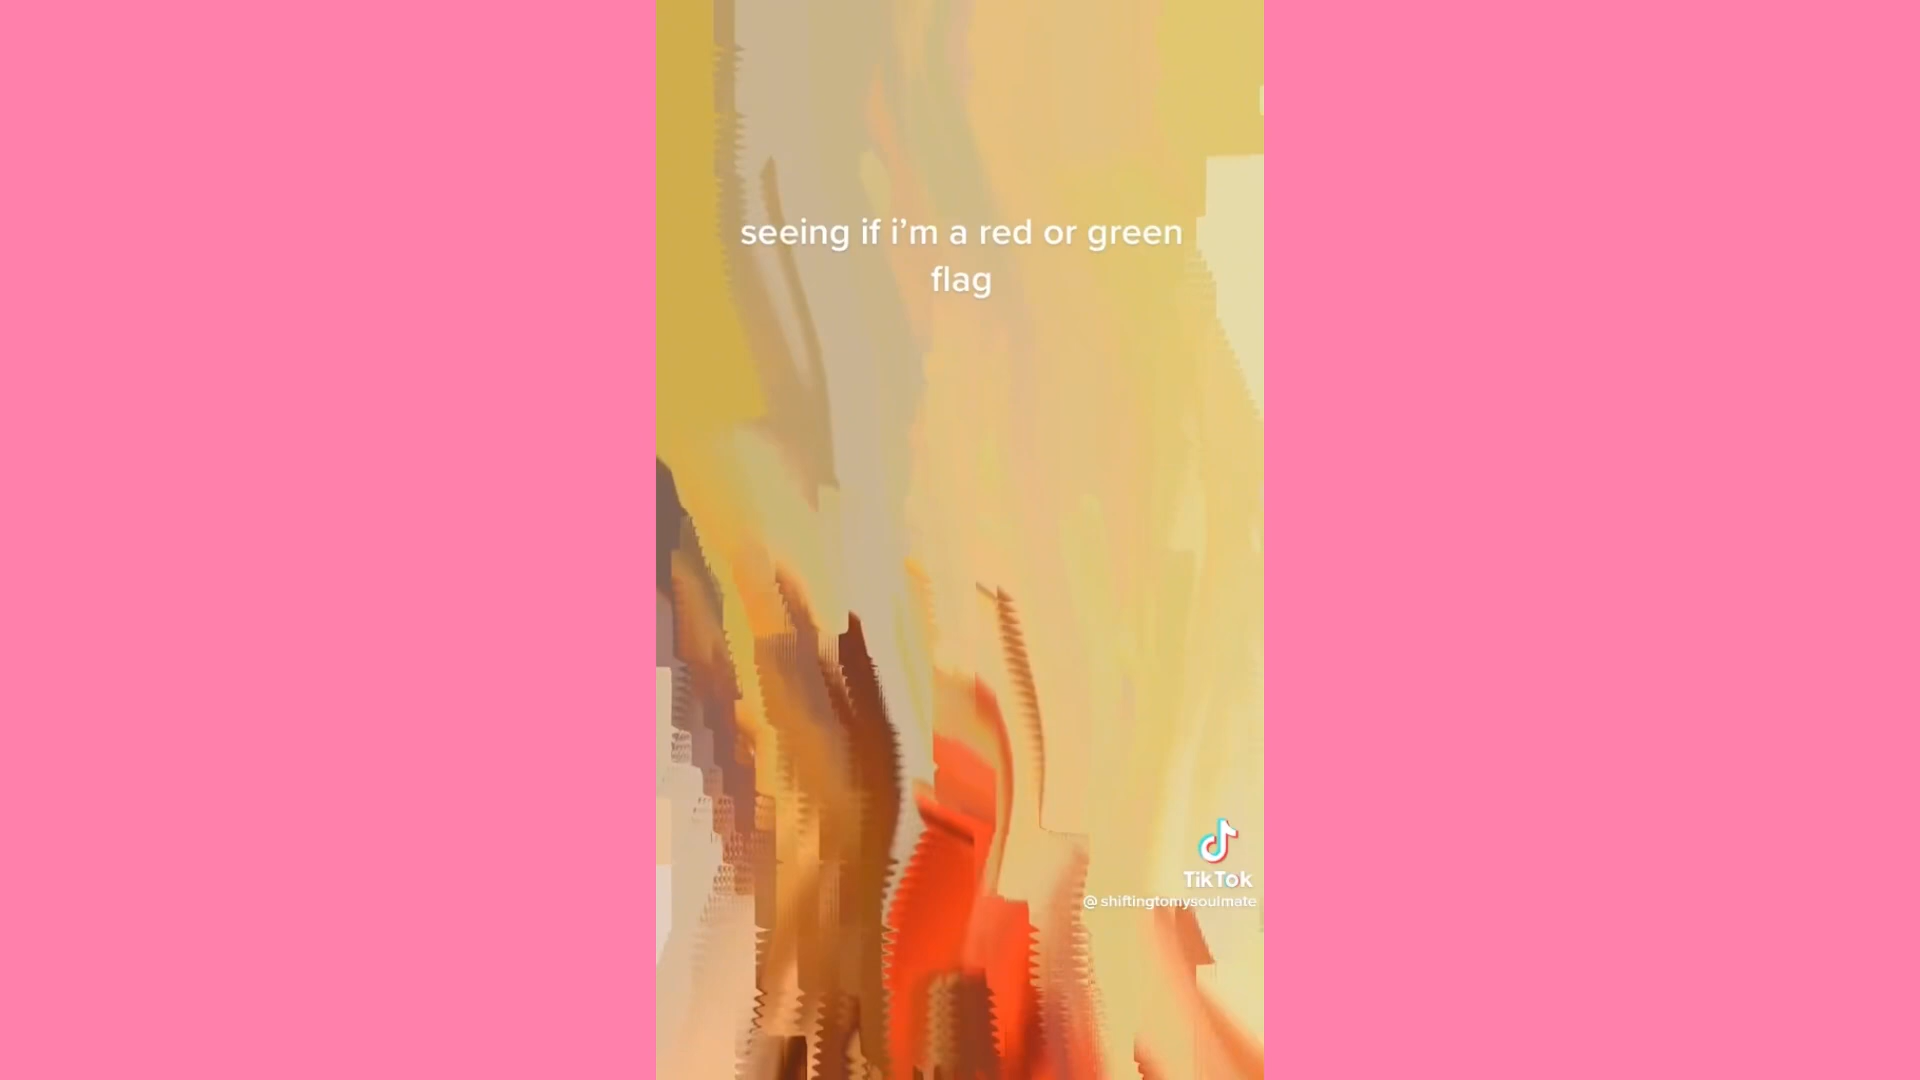 seeing if i’m a red or green
flag
TikTok
@shiftingtomysoulmate